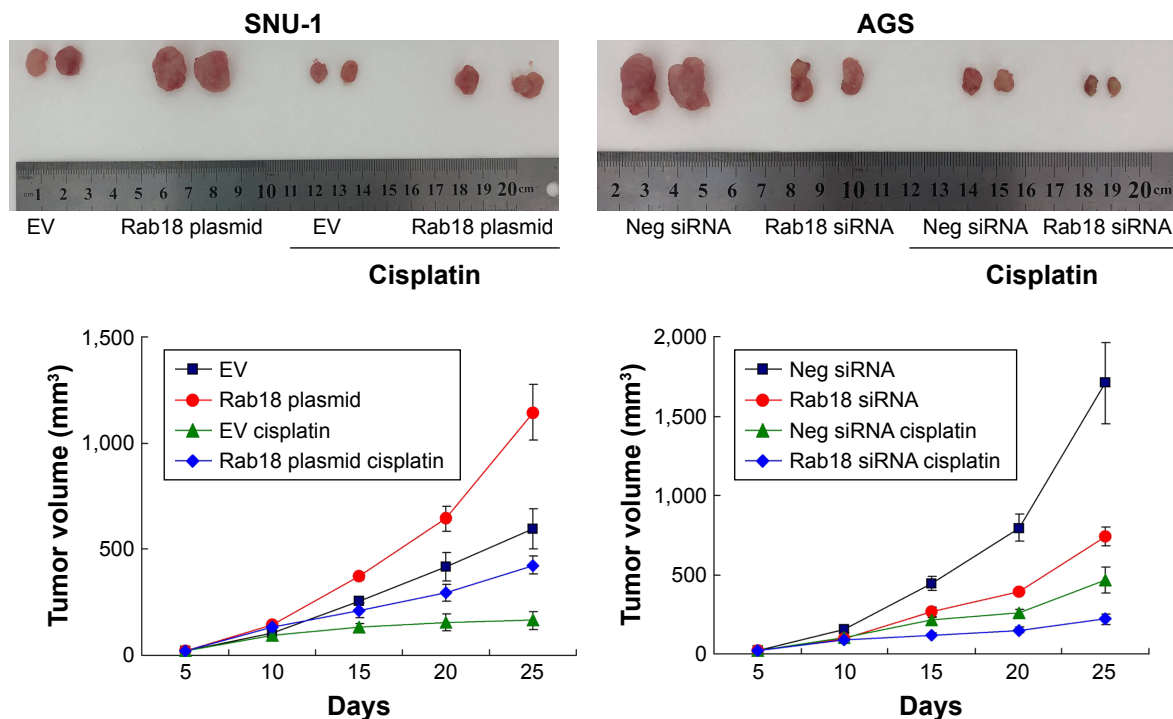 SNU-1
AGS
cm 1 2 3 4 5 6 7 8 9 10 11 12 13 14 15 16 17 18 19 20 cm
2 3 4 5 6 7 8 9 10 11 12 13 14 15 16 17 18 19 20 cm
EV Rab18 plasmid EV Rab18 plasmid
Neg siRNA Rab18 siRNA Neg siRNA Rab18 siRNA
Cisplatin
Cisplatin
Tumor volume (mm³)
1,500
1,000
500
0
EV
Rab18 plasmid
EV cisplatin
Rab18 plasmid cisplatin
5 10 15 20 25
Days
Tumor volume (mm³)
2,000
1,500
1,000
500
0
Neg siRNA
Rab18 siRNA
Neg siRNA cisplatin
Rab18 siRNA cisplatin
5 10 15 20 25
Days